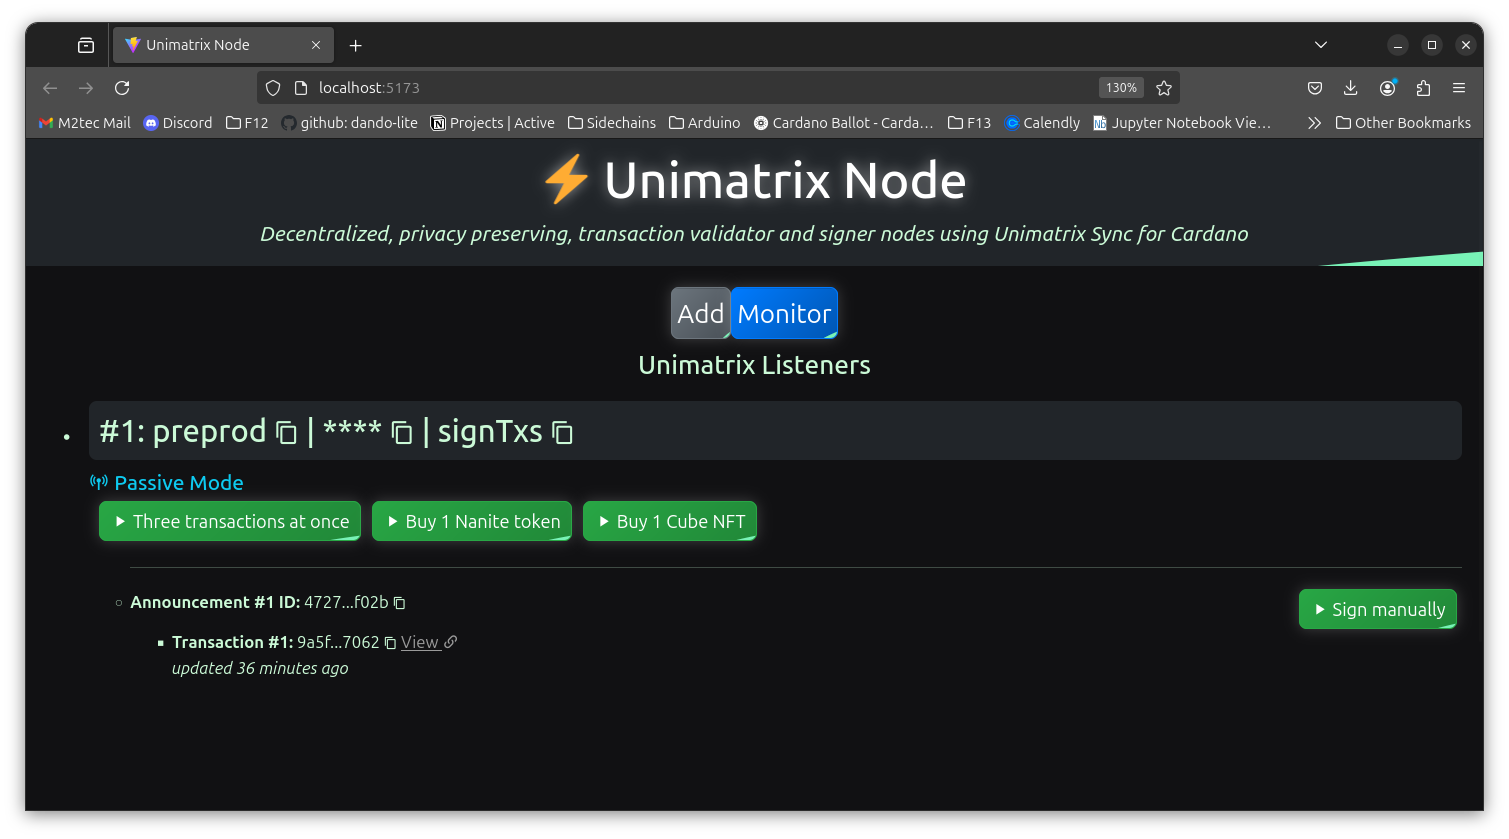 Unimatrix Node
localhost:5173
130%
M2tec Mail Discord F12 github: dando-lite Projects | Active Sidechains Arduino Cardano Ballot - Carda… F13 Calendly Jupyter Notebook Vie… Other Bookmarks
⚡ Unimatrix Node
Decentralized, privacy preserving, transaction validator and signer nodes using Unimatrix Sync for Cardano
Add Monitor
Unimatrix Listeners
#1: preprod | **** | signTxs
Passive Mode
Three transactions at once Buy 1 Nanite token Buy 1 Cube NFT
Announcement #1 ID: 4727...f02b
Sign manually
Transaction #1: 9a5f...7062 View
updated 36 minutes ago